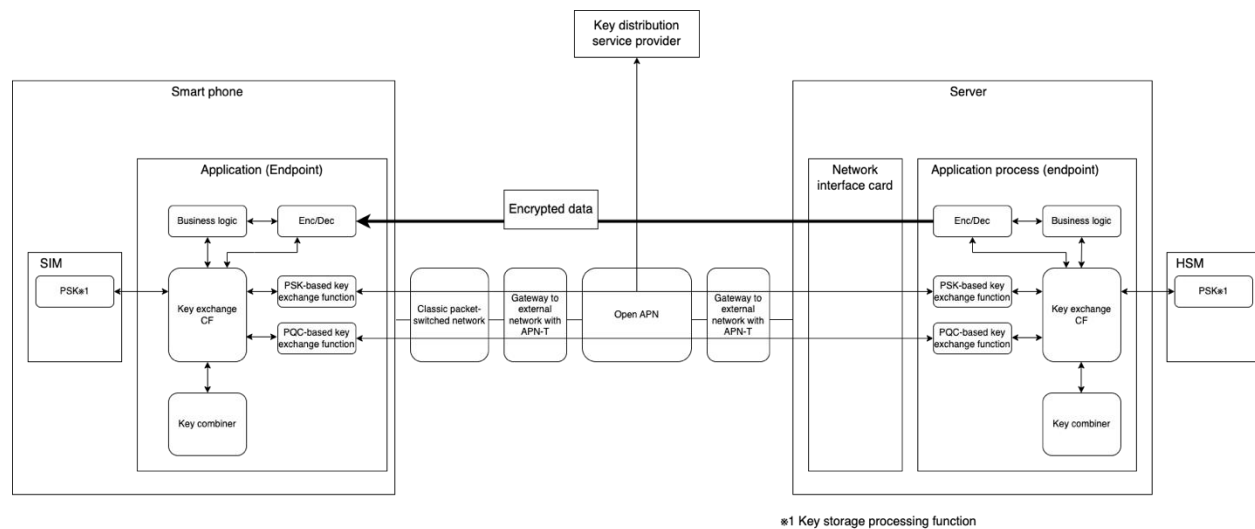 Key distribution
service provider
Smart phone
Server
Application (Endpoint)
Network
interface card
Application process (endpoint)
Encrypted data
Business logic
Enc/Dec
Enc/Dec
Business logic
SIM
PSK※1
Key exchange
CF
PSK-based key
exchange function
PQC-based key
exchange function
Key combiner
Classic packet-
switched network
Gateway to
external
network with
APN-T
Open APN
Gateway to
external
network with
APN-T
PSK-based key
exchange function
PQC-based key
exchange function
Key exchange
CF
Key combiner
HSM
PSK※1
※1 Key storage processing function